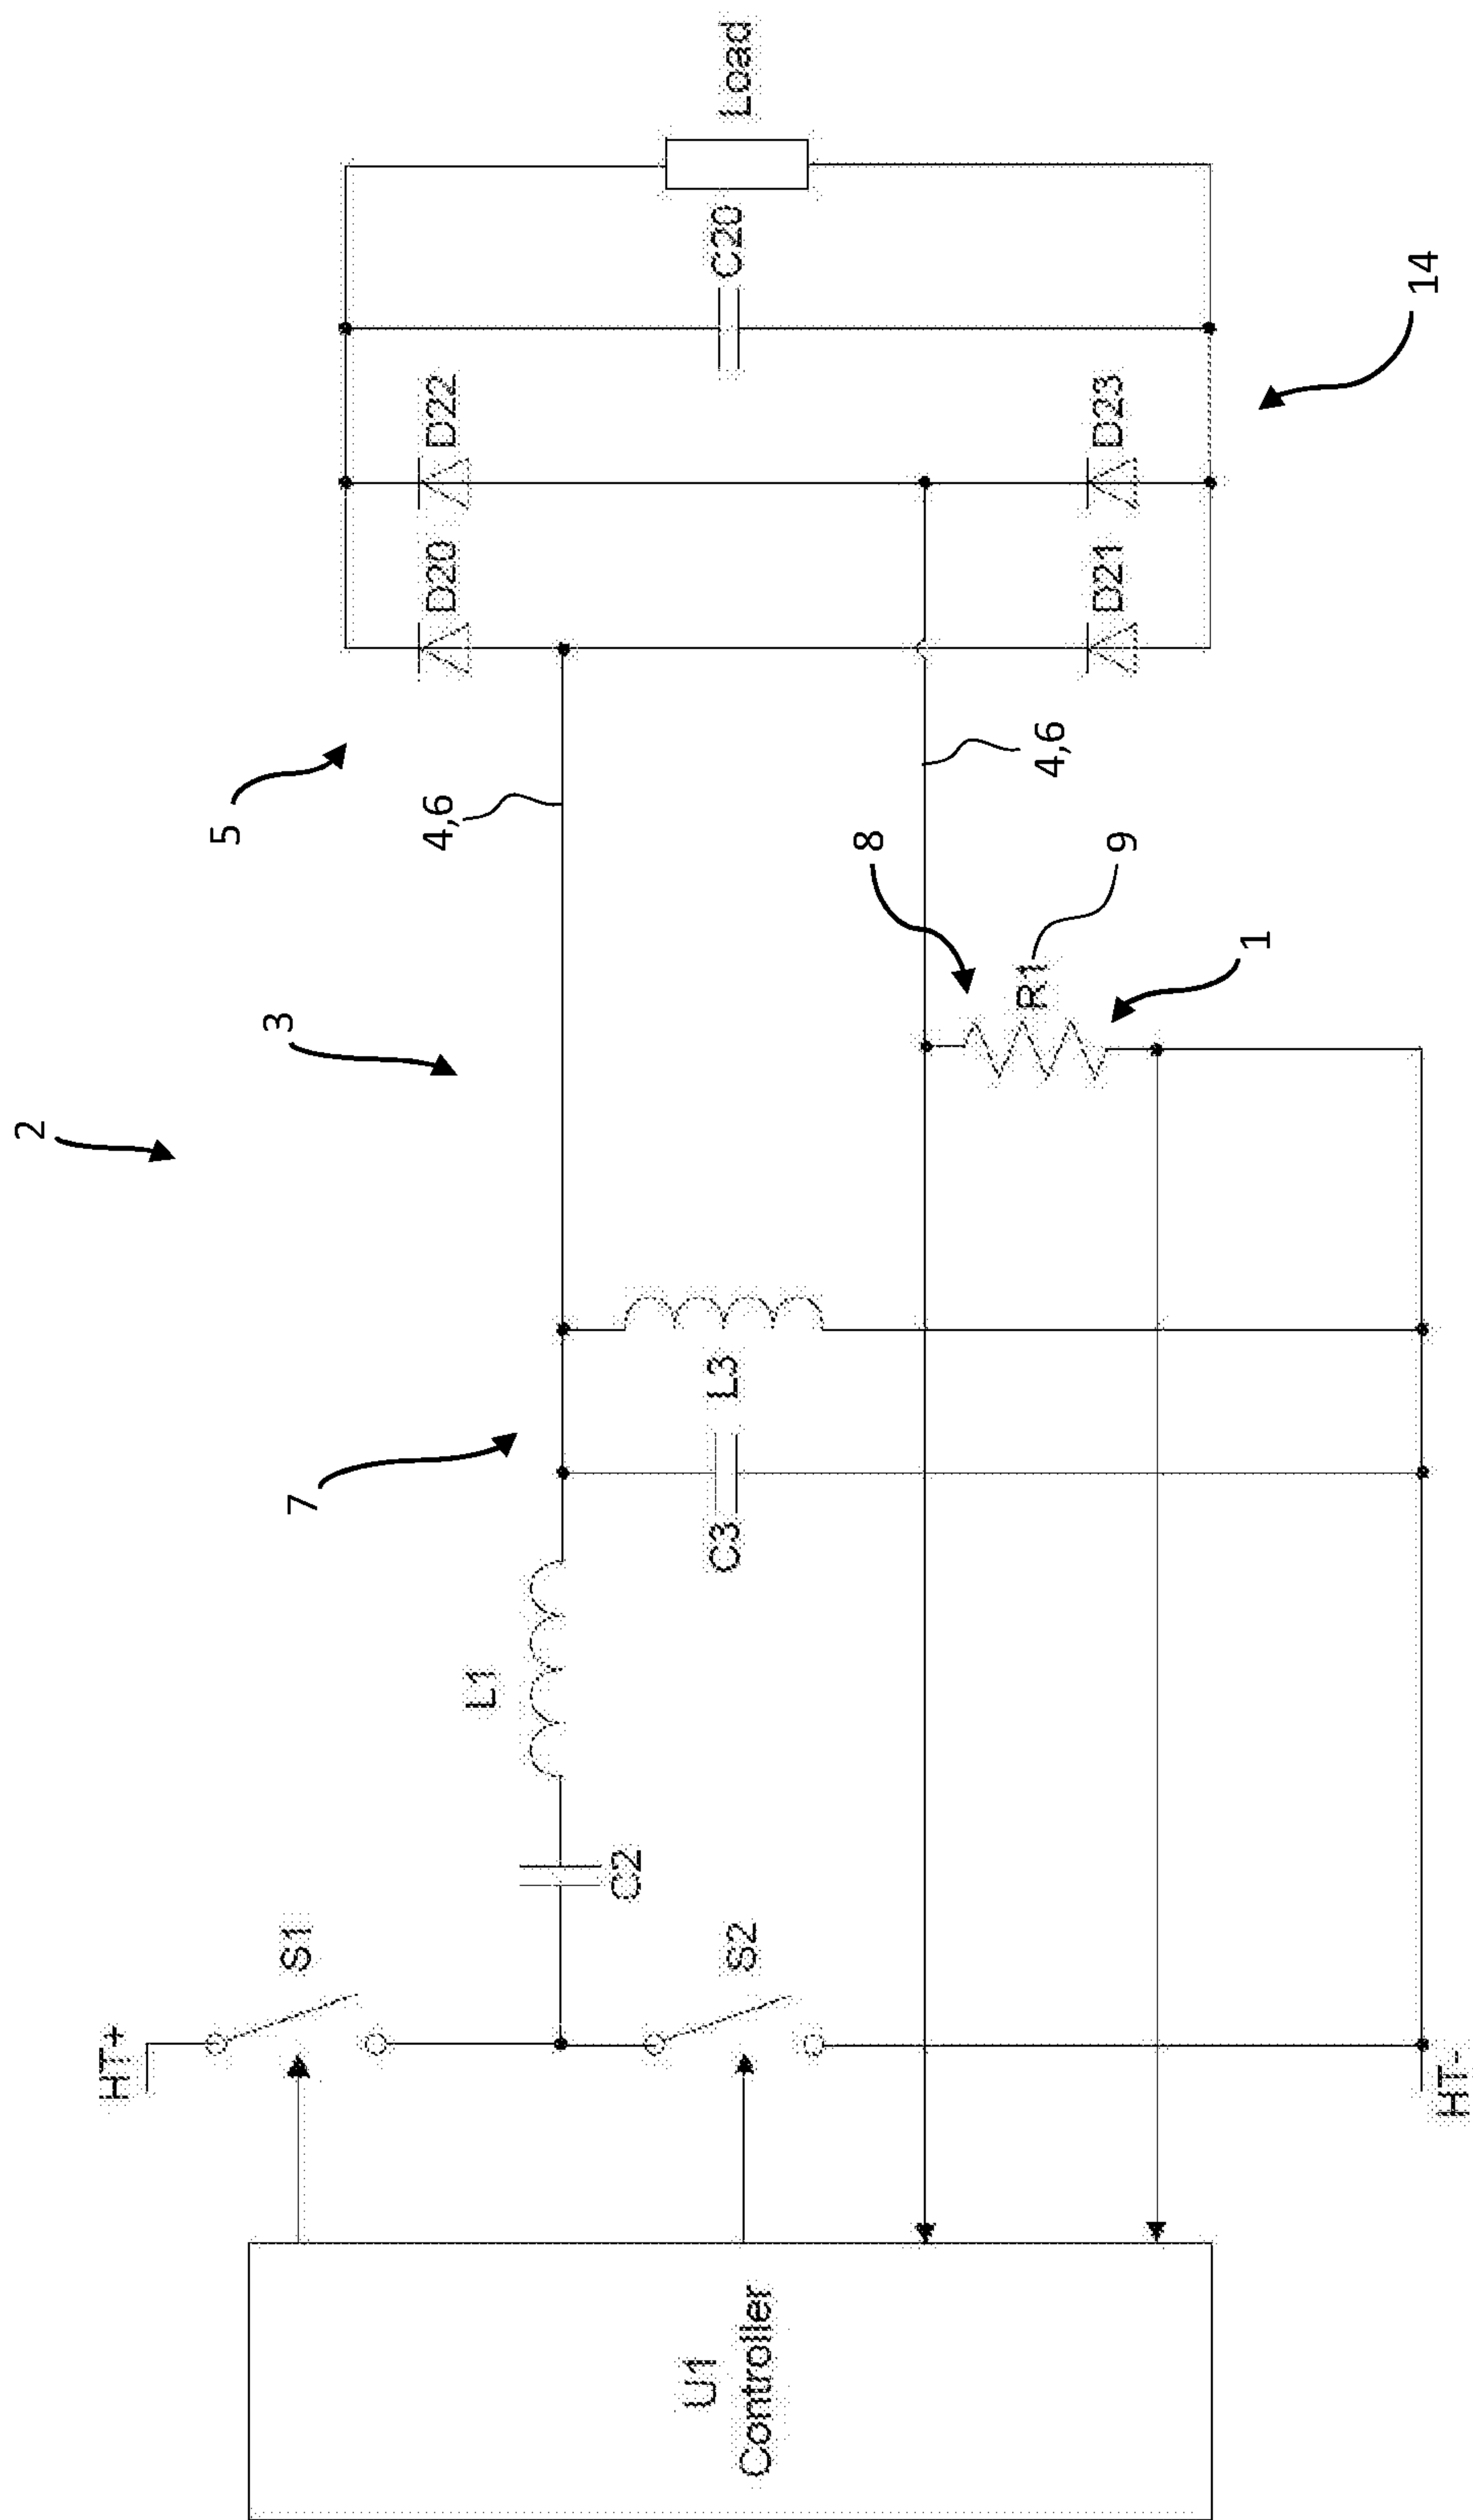 2
3
5
7
4,6
4,6
8
9
1
14
HT+
S1
S2
C2
L1
C3
L3
R1
D20
D22
D21
D23
C20
Load
U1
Controller
HT-